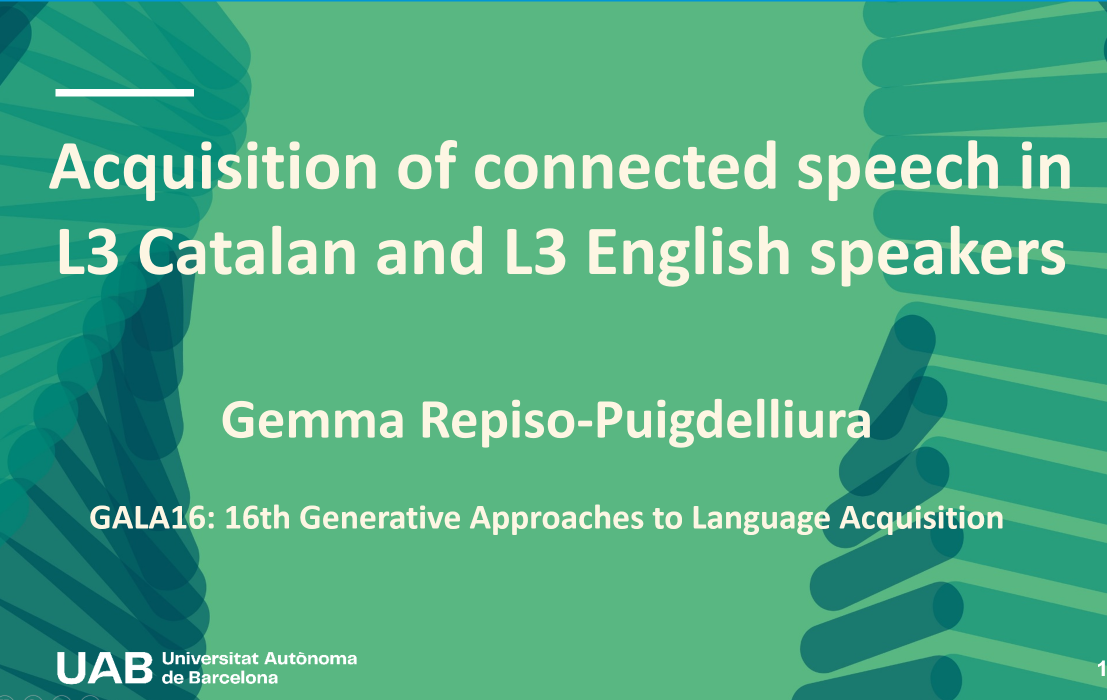 Acquisition of connected speech in
L3 Catalan and L3 English speakers
Gemma Repiso-Puigdelliura
GALA16: 16th Generative Approaches to Language Acquisition
UAB Universitat Autònoma
de Barcelona
1